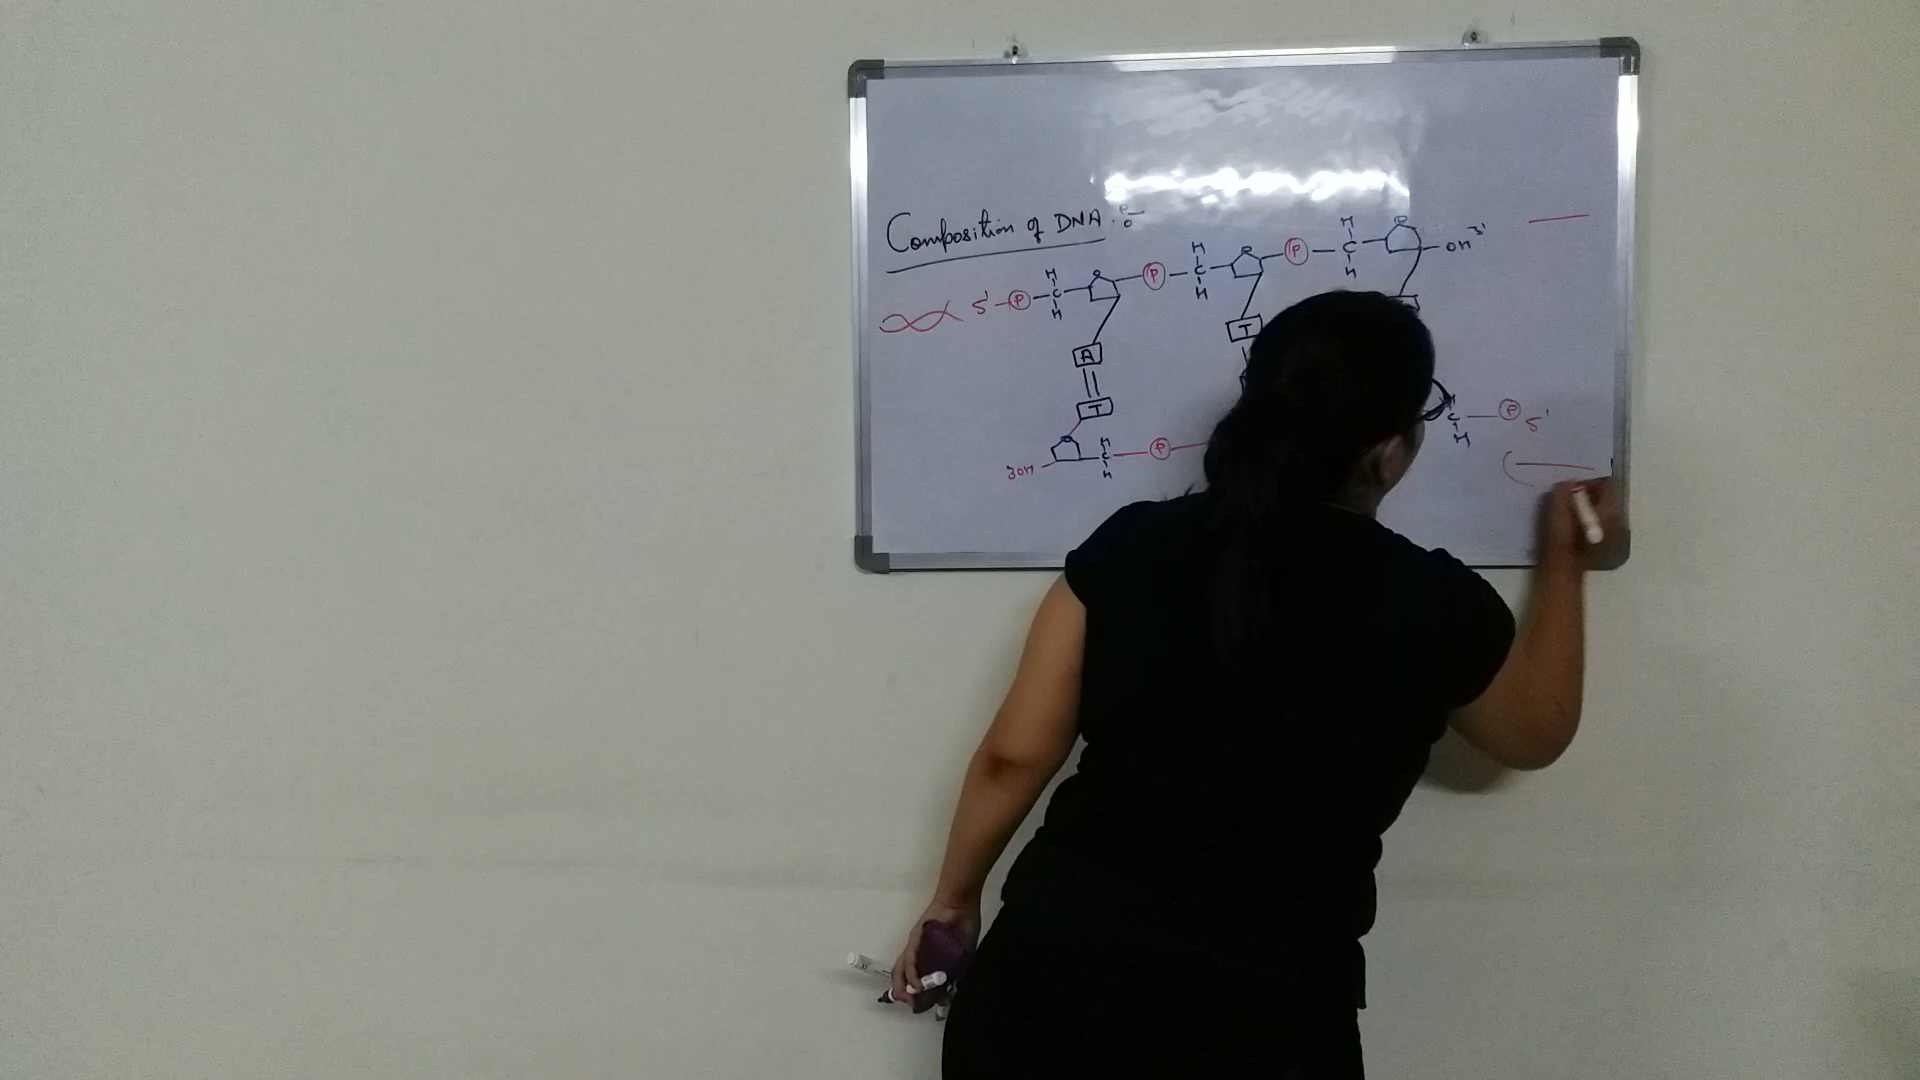 Composition of DNA.
P
O
H H H
5' P C O P C O P C O OH 3'
H H H
A T
T
O H
3OH C P C P 5'
H H